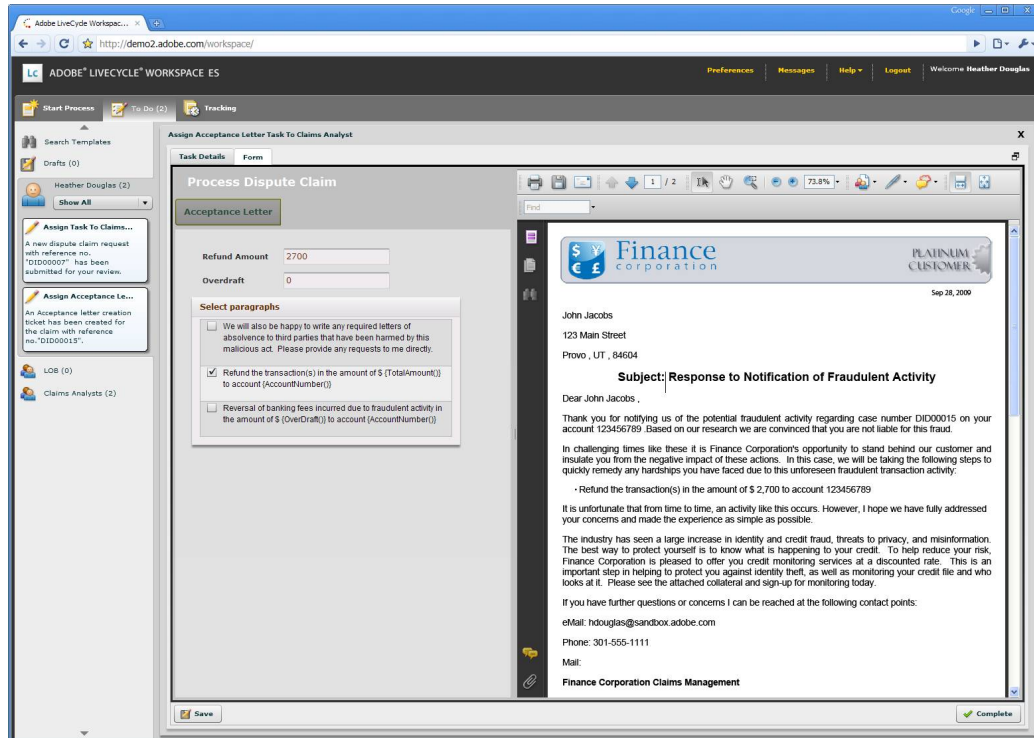 Google
Adobe LiveCycle Workspac...
http://demo2.adobe.com/workspace/
LC ADOBE® LIVECYCLE® WORKSPACE ES
Preferences Messages Help Logout Welcome Heather Douglas
Start Process To Do (2) Tracking
Search Templates
Drafts (0)
Heather Douglas (2)
Show All
Assign Task To Claims...
A new dispute claim request
with reference no.
"DID00007" has been
submitted for your review.
Assign Acceptance Le...
An Acceptance letter creation
ticket has been created for
the claim with reference
no."DID00015".
LOB (0)
Claims Analysts (2)
Assign Acceptance Letter Task To Claims Analyst X
Task Details Form
Process Dispute Claim
Acceptance Letter
Refund Amount 2700
Overdraft 0
Select paragraphs
We will also be happy to write any required letters of
absolvence to third parties that have been harmed by this
malicious act. Please provide any requests to me directly.
Refund the transaction(s) in the amount of $ {TotalAmount()}
to account {AccountNumber()}
Reversal of banking fees incurred due to fraudulent activity in
the amount of $ {OverDraft()} to account {AccountNumber()}
1 / 2 73.8%
Find
$ ¥ € £
Finance
corporation
PLATINUM
CUSTOMER
Sep 28, 2009
John Jacobs
123 Main Street
Provo , UT , 84604
Subject: Response to Notification of Fraudulent Activity
Dear John Jacobs ,
Thank you for notifying us of the potential fraudulent activity regarding case number DID00015 on your
account 123456789 .Based on our research we are convinced that you are not liable for this fraud.
In challenging times like these it is Finance Corporation's opportunity to stand behind our customer and
insulate you from the negative impact of these actions. In this case, we will be taking the following steps to
quickly remedy any hardships you have faced due to this unforeseen fraudulent transaction activity:
· Refund the transaction(s) in the amount of $ 2,700 to account 123456789
It is unfortunate that from time to time, an activity like this occurs. However, I hope we have fully addressed
your concerns and made the experience as simple as possible.
The industry has seen a large increase in identity and credit fraud, threats to privacy, and misinformation.
The best way to protect yourself is to know what is happening to your credit. To help reduce your risk,
Finance Corporation is pleased to offer you credit monitoring services at a discounted rate. This is an
important step in helping to protect you against identity theft, as well as monitoring your credit file and who
looks at it. Please see the attached collateral and sign-up for monitoring today.
If you have further questions or concerns I can be reached at the following contact points:
eMail: hdouglas@sandbox.adobe.com
Phone: 301-555-1111
Mail:
Finance Corporation Claims Management
Save Complete